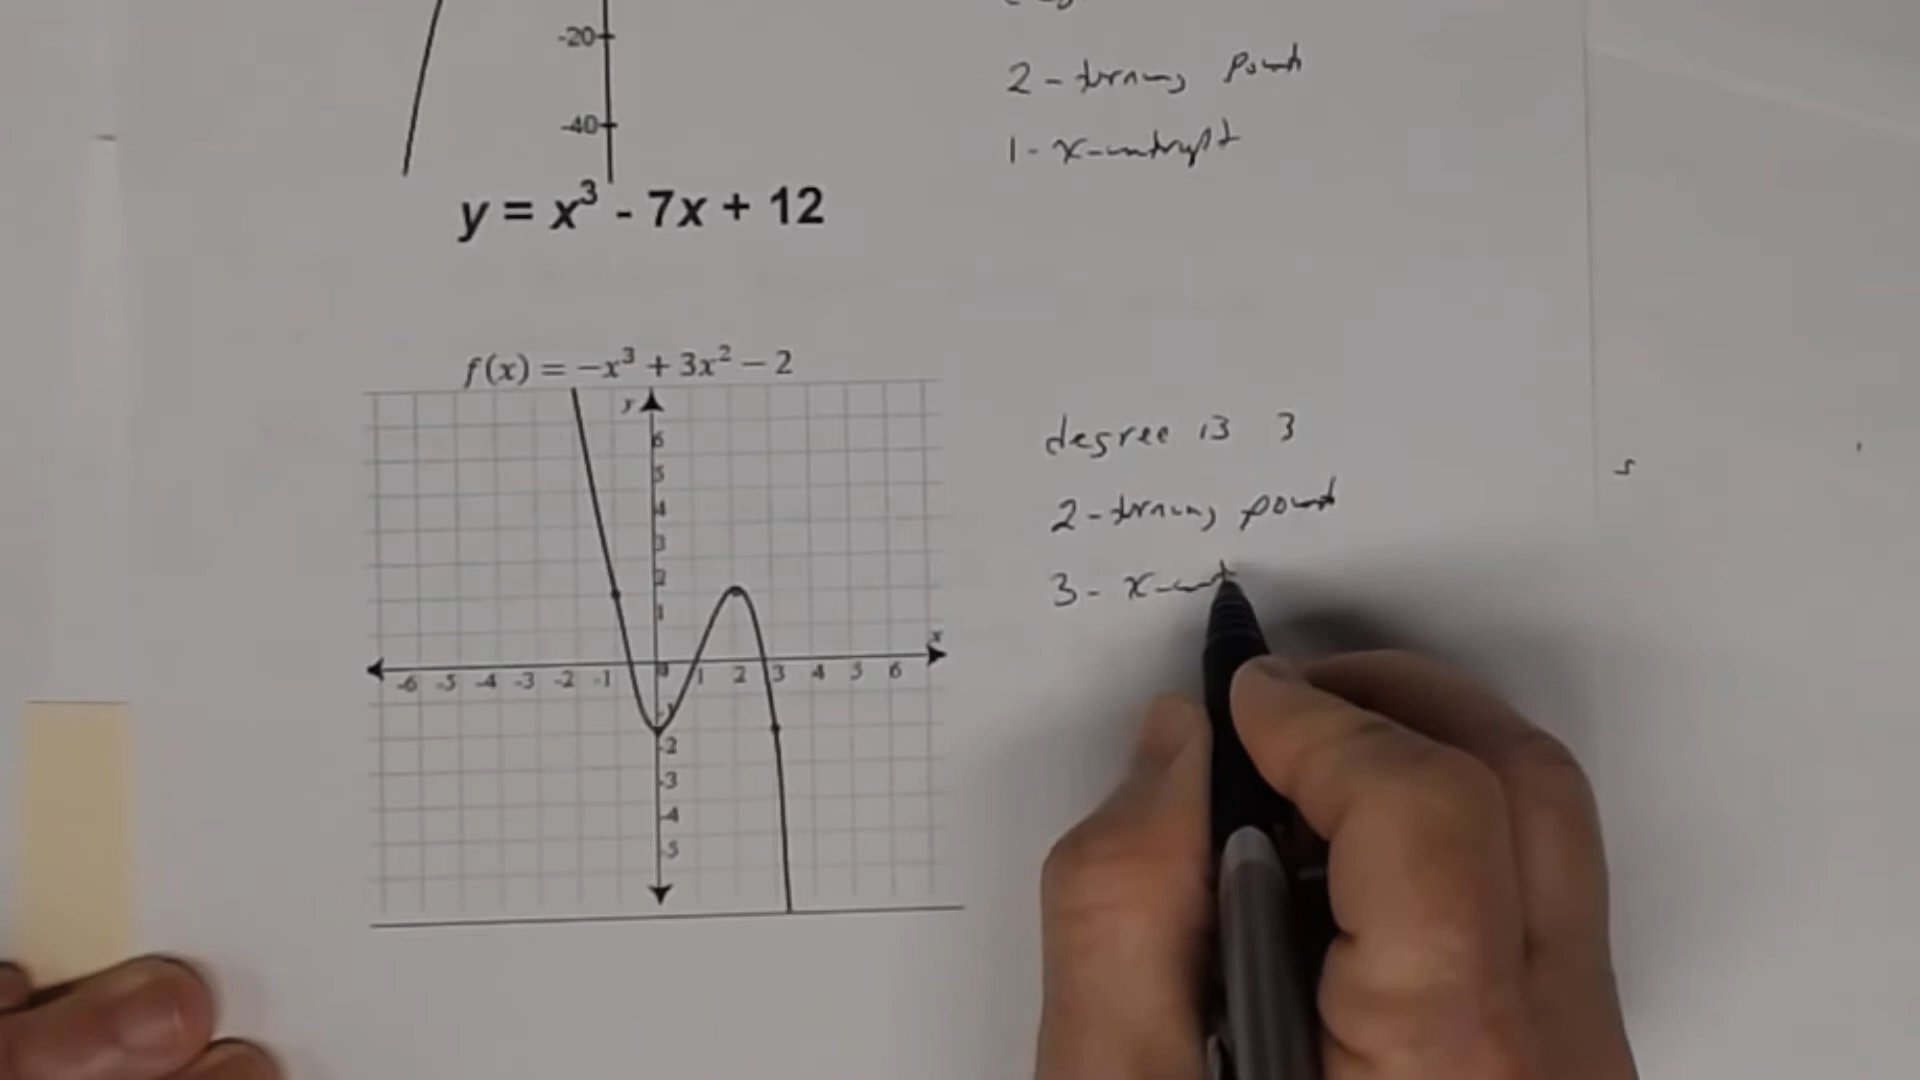 -20
-40
2 - turning point
1 - x-intercept
y = x³ - 7x + 12
f(x) = −x³ + 3x² − 2
y
6
5
4
3
2
1
x
-6 -5 -4 -3 -2 -1 0 1 2 3 4 5 6
-1
-2
-3
-4
-5
degree is 3
2 - turning point
3 - x-int
s